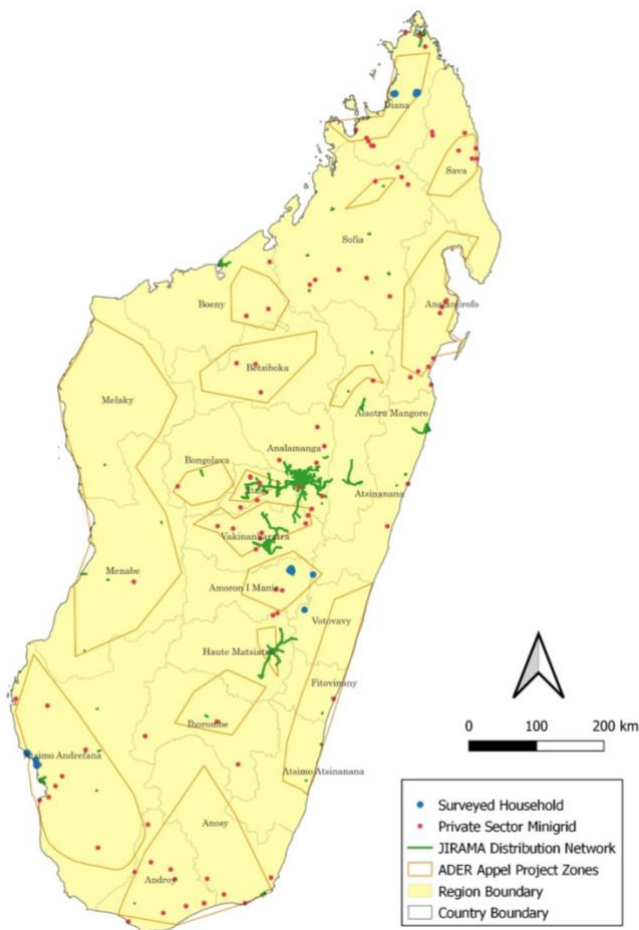 Diana
Sava
Sofia
Boeny
Analanjirofo
Betsiboka
Melaky
Alaotra Mangoro
Analamanga
Bongolava
Itasy
Atsinanana
Vakinankaratra
Menabe
Amoron I Mania
Vatovavy
Haute Matsiatra
Fitovinany
Ihorombe
Atsimo Andrefana
Atsimo Atsinanana
Anosy
Androy
0 100 200 km
Surveyed Household
Private Sector Minigrid
JIRAMA Distribution Network
ADER Appel Project Zones
Region Boundary
Country Boundary